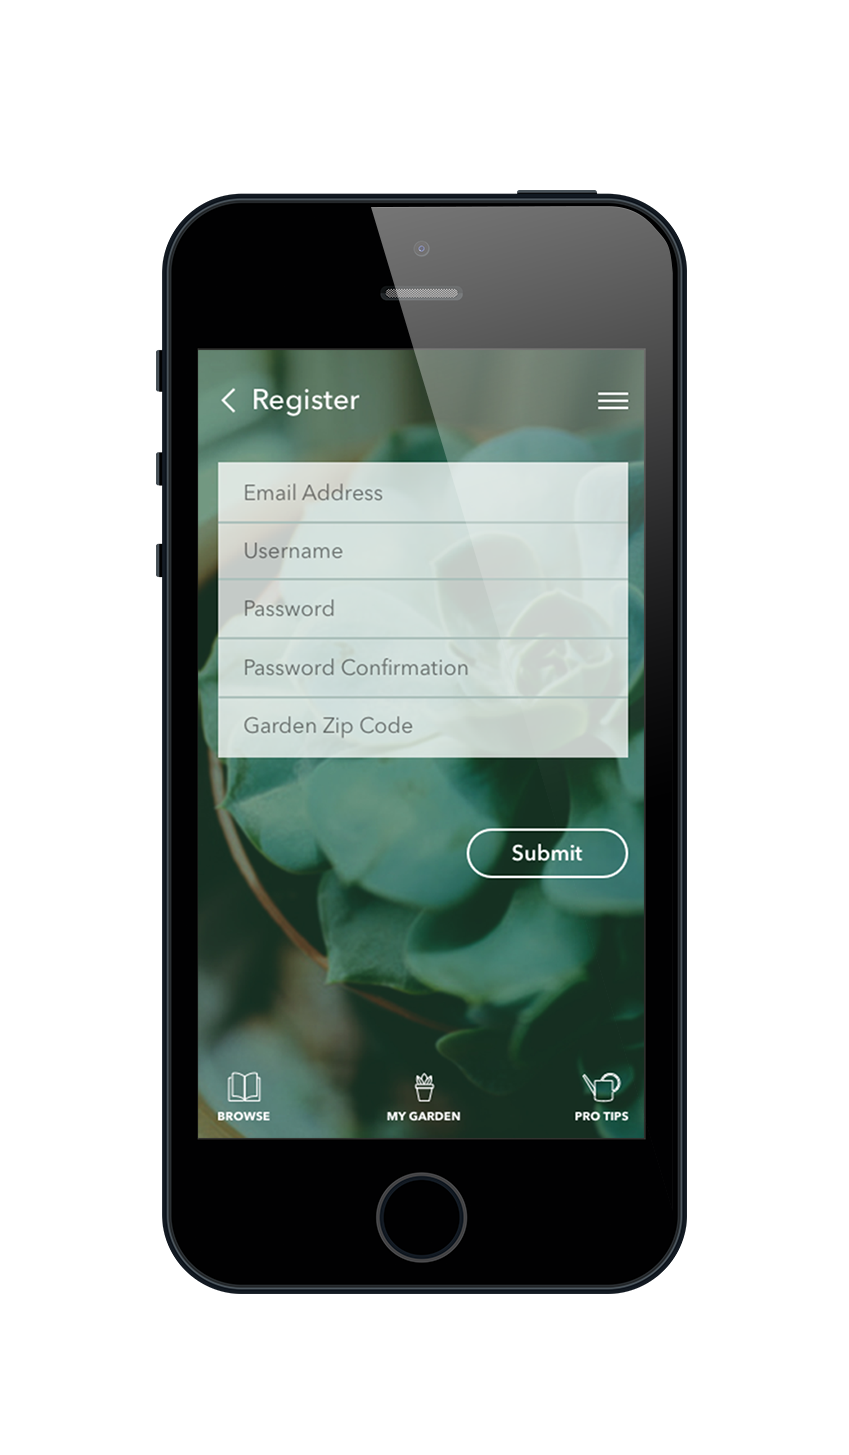 Register
Email Address
Username
Password
Password Confirmation
Garden Zip Code
Submit
BROWSE
MY GARDEN
PRO TIPS